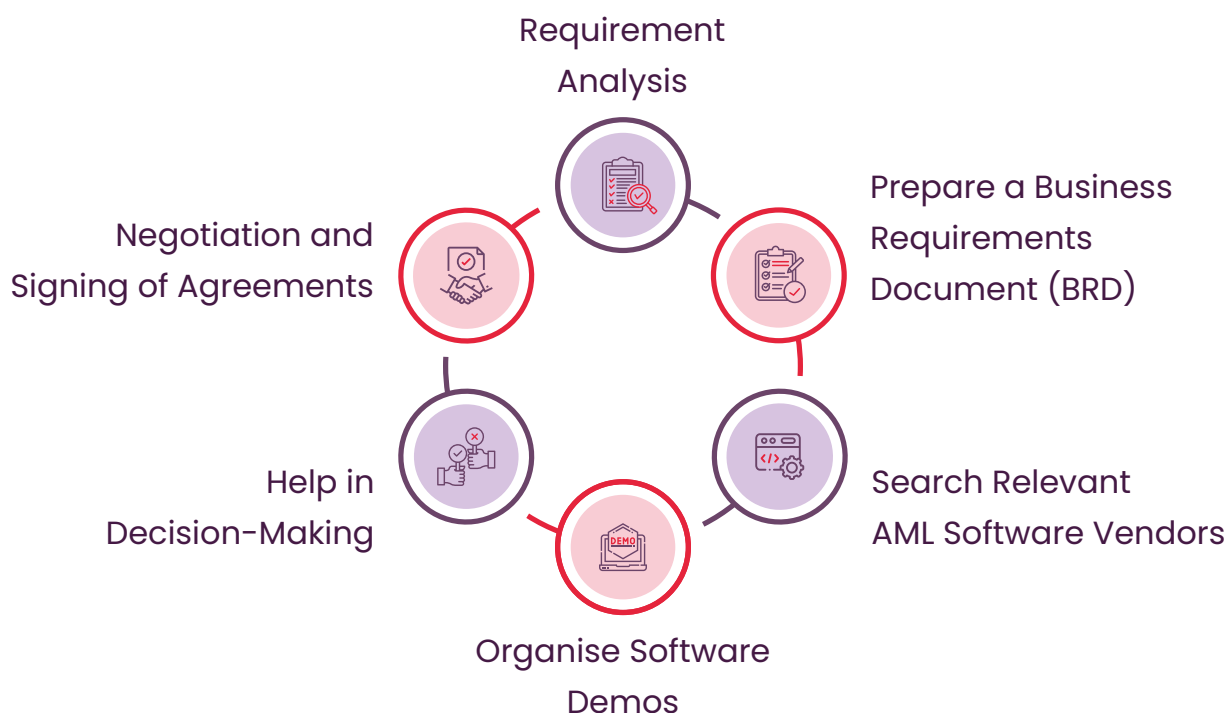 Requirement
Analysis
Prepare a Business
Requirements
Document (BRD)
Search Relevant
AML Software Vendors
Organise Software
Demos
Help in
Decision-Making
Negotiation and
Signing of Agreements
</>
DEMO